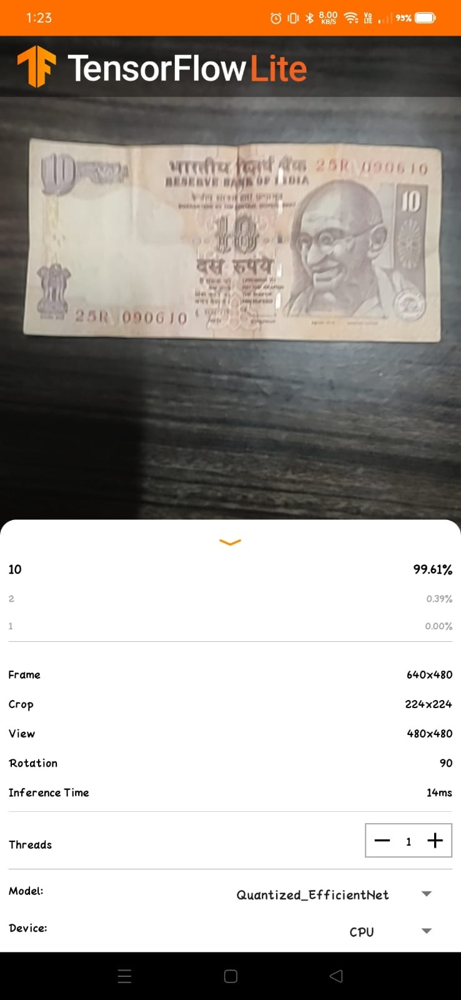 1:23
8.00 KB/S VoLTE 95%
TensorFlow Lite
भारतीय रिज़र्व बैंक 25R 090610
RESERVE BANK OF INDIA
10
10
10
दस रुपये
25R 090610
10 99.61%
2 0.39%
1 0.00%
Frame 640x480
Crop 224x224
View 480x480
Rotation 90
Inference Time 14ms
Threads 1
Model: Quantized_EfficientNet
Device: CPU